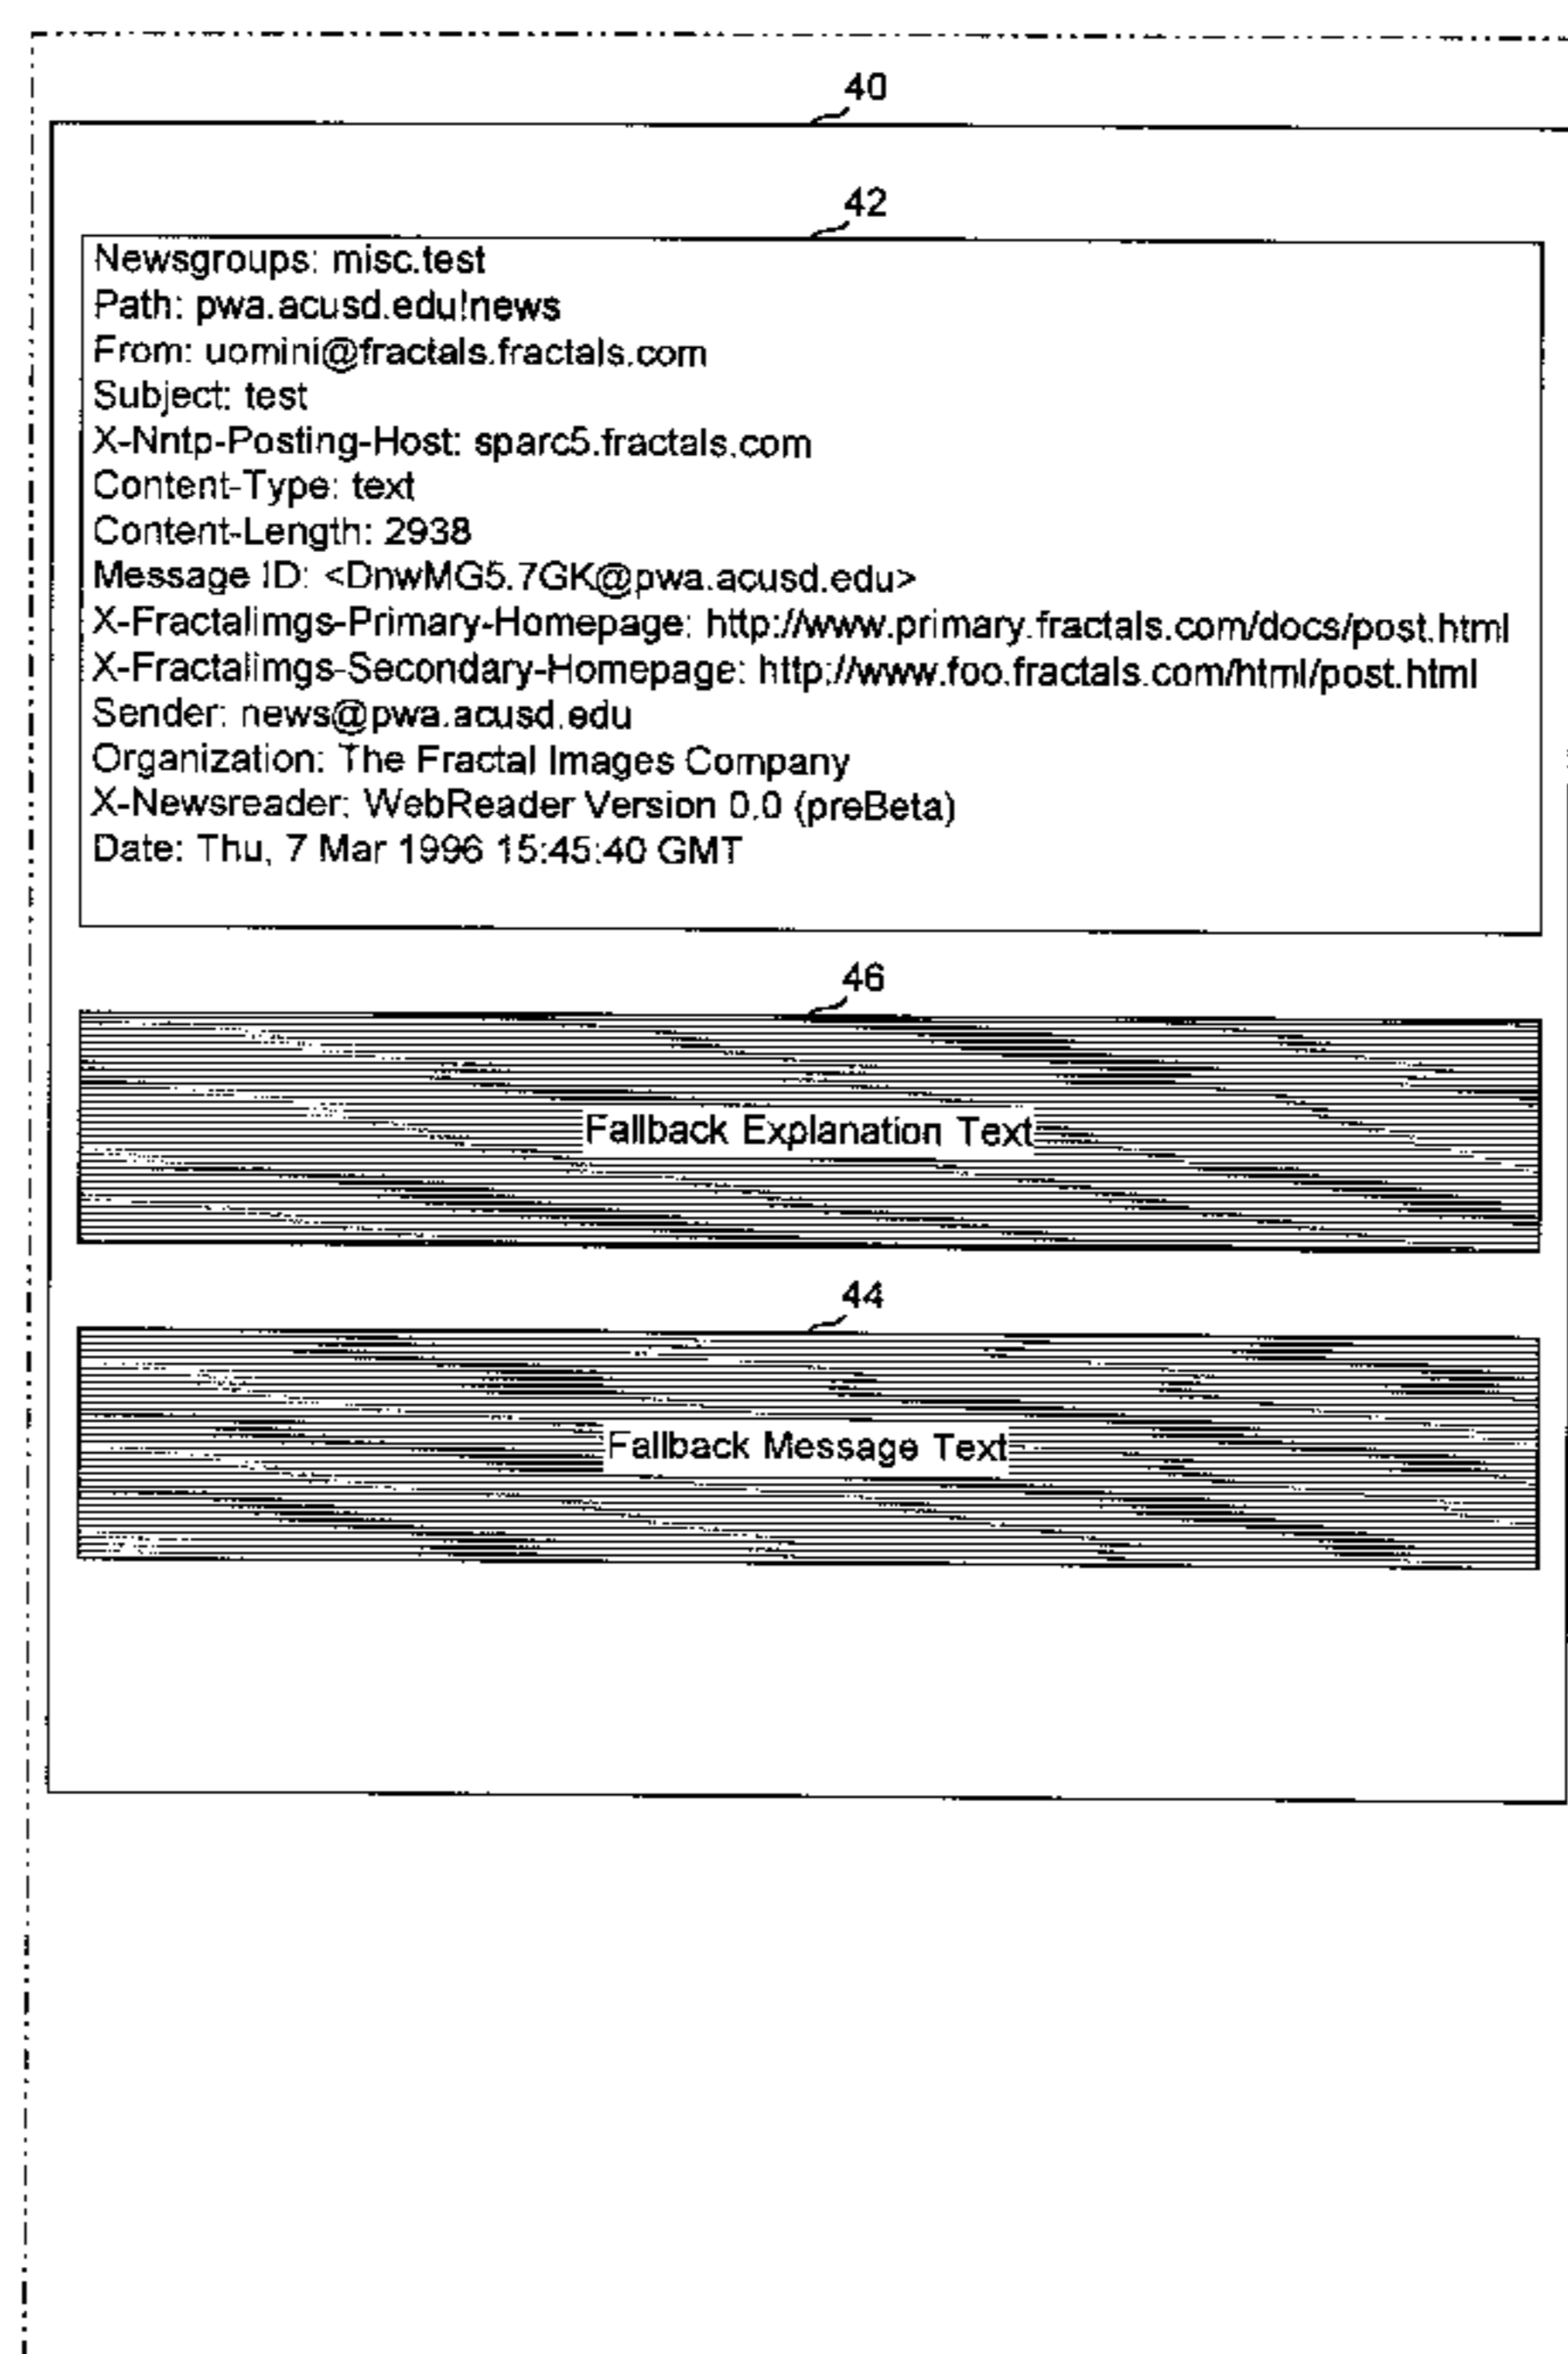 40
42
Newsgroups: misc.test
Path: pwa.acusd.edu!news
From: uomini@fractals.fractals.com
Subject: test
X-Nntp-Posting-Host: sparc5.fractals.com
Content-Type: text
Content-Length: 2938
Message ID: <DnwMG5.7GK@pwa.acusd.edu>
X-Fractalimgs-Primary-Homepage: http://www.primary.fractals.com/docs/post.html
X-Fractalimgs-Secondary-Homepage: http://www.foo.fractals.com/html/post.html
Sender: news@pwa.acusd.edu
Organization: The Fractal Images Company
X-Newsreader: WebReader Version 0.0 (preBeta)
Date: Thu, 7 Mar 1996 15:45:40 GMT
46
Fallback Explanation Text
44
Fallback Message Text